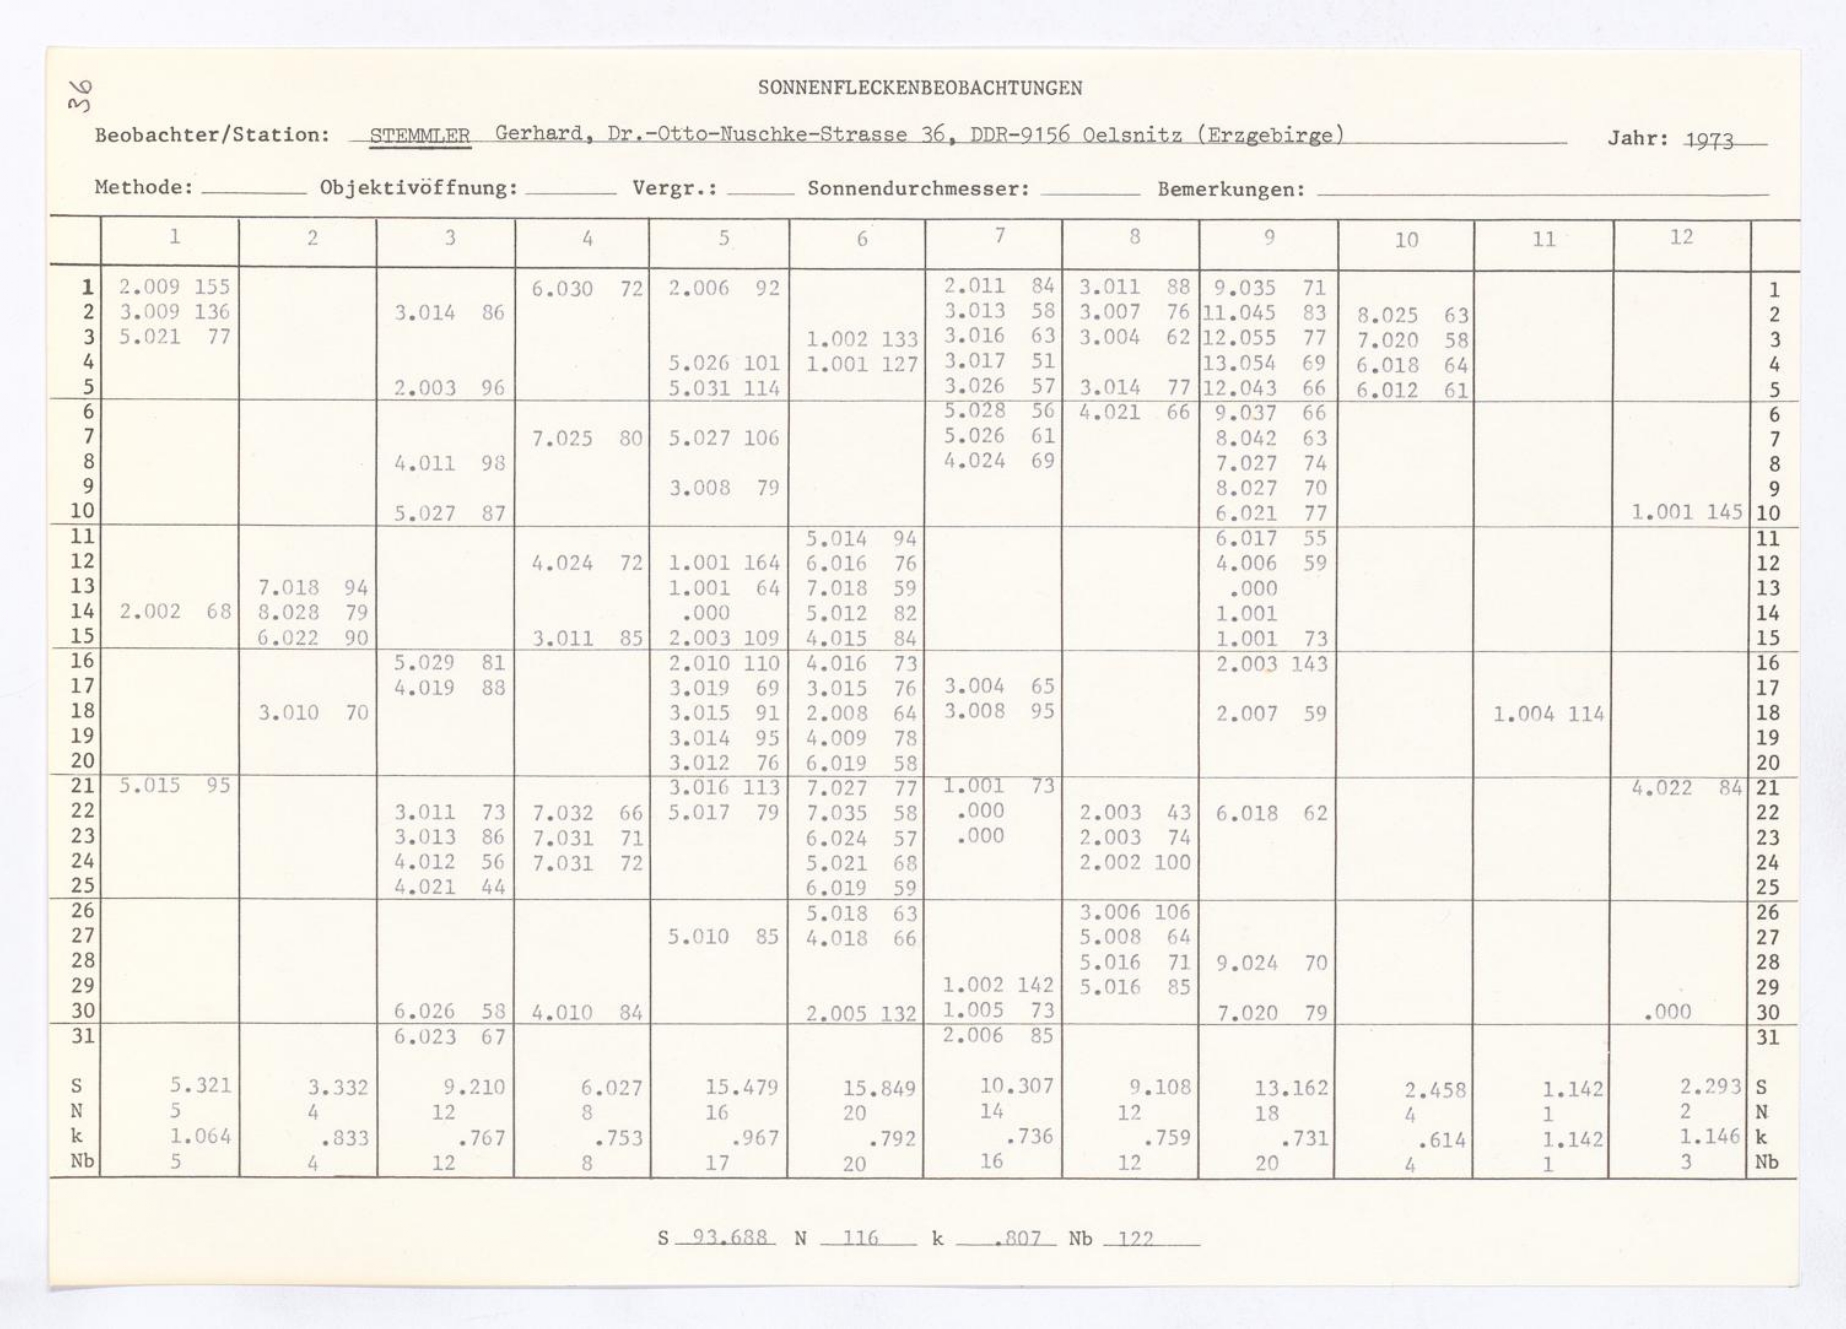 36
SONNENFLECKENBEOBACHTUNGEN
Beobachter/Station: STEMMLER Gerhard, Dr.-Otto-Nuschke-Strasse 36, DDR-9156 Oelsnitz (Erzgebirge) Jahr: 1973
Methode: Objektivöffnung: Vergr.: Sonnendurchmesser: Bemerkungen:
1 2 3 4 5 6 7 8 9 10 11 12
1 2.009 155 6.030 72 2.006 92 2.011 84 3.011 88 9.035 71 1
2 3.009 136 3.014 86 3.013 58 3.007 76 11.045 83 8.025 63 2
3 5.021 77 1.002 133 3.016 63 3.004 62 12.055 77 7.020 58 3
4 5.026 101 1.001 127 3.017 51 13.054 69 6.018 64 4
5 2.003 96 5.031 114 3.026 57 3.014 77 12.043 66 6.012 61 5
6 5.028 56 4.021 66 9.037 66 6
7 7.025 80 5.027 106 5.026 61 8.042 63 7
8 4.011 98 4.024 69 7.027 74 8
9 3.008 79 8.027 70 9
10 5.027 87 6.021 77 1.001 145 10
11 5.014 94 6.017 55 11
12 4.024 72 1.001 164 6.016 76 4.006 59 12
13 7.018 94 1.001 64 7.018 59 .000 13
14 2.002 68 8.028 79 .000 5.012 82 1.001 14
15 6.022 90 3.011 85 2.003 109 4.015 84 1.001 73 15
16 5.029 81 2.010 110 4.016 73 2.003 143 16
17 4.019 88 3.019 69 3.015 76 3.004 65 17
18 3.010 70 3.015 91 2.008 64 3.008 95 2.007 59 1.004 114 18
19 3.014 95 4.009 78 19
20 3.012 76 6.019 58 20
21 5.015 95 3.016 113 7.027 77 1.001 73 4.022 84 21
22 3.011 73 7.032 66 5.017 79 7.035 58 .000 2.003 43 6.018 62 22
23 3.013 86 7.031 71 6.024 57 .000 2.003 74 23
24 4.012 56 7.031 72 5.021 68 2.002 100 24
25 4.021 44 6.019 59 25
26 5.018 63 3.006 106 26
27 5.010 85 4.018 66 5.008 64 27
28 5.016 71 9.024 70 28
29 1.002 142 5.016 85 29
30 6.026 58 4.010 84 2.005 132 1.005 73 7.020 79 .000 30
31 6.023 67 2.006 85 31
S 5.321 3.332 9.210 6.027 15.479 15.849 10.307 9.108 13.162 2.458 1.142 2.293 S
N 5 4 12 8 16 20 14 12 18 4 1 2 N
k 1.064 .833 .767 .753 .967 .792 .736 .759 .731 .614 1.142 1.146 k
Nb 5 4 12 8 17 20 16 12 20 4 1 3 Nb
S 93.688 N 116 k .807 Nb 122